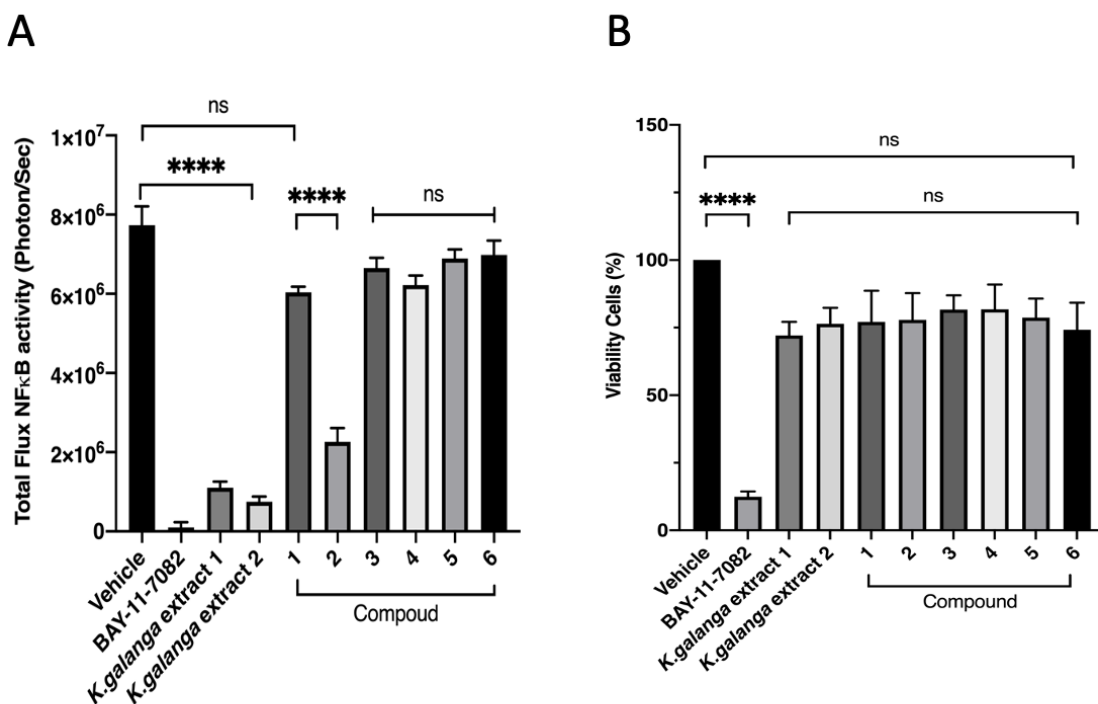 A
B
ns
****
****
ns
Total Flux NFκB activity (Photon/Sec)
1×10⁷
8×10⁶
6×10⁶
4×10⁶
2×10⁶
0
Vehicle
BAY-11-7082
K.galanga extract 1
K.galanga extract 2
1
2
3
4
5
6
Compoud
ns
ns
****
Viability Cells (%)
150
100
50
0
Vehicle
BAY-11-7082
K.galanga extract 1
K.galanga extract 2
1
2
3
4
5
6
Compound